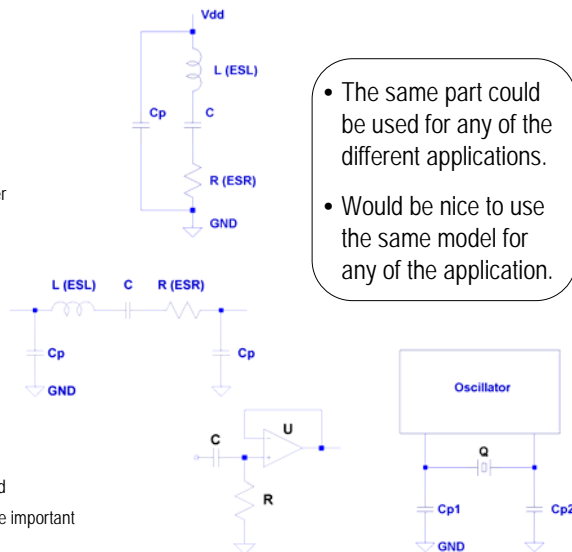 Vdd
L (ESL)
Cp
C
R (ESR)
GND
• The same part could
be used for any of the
different applications.
• Would be nice to use
the same model for
any of the application.
L (ESL)
C
R (ESR)
Cp
Cp
GND
C
U
R
Oscillator
Q
Cp1
Cp2
GND
e important